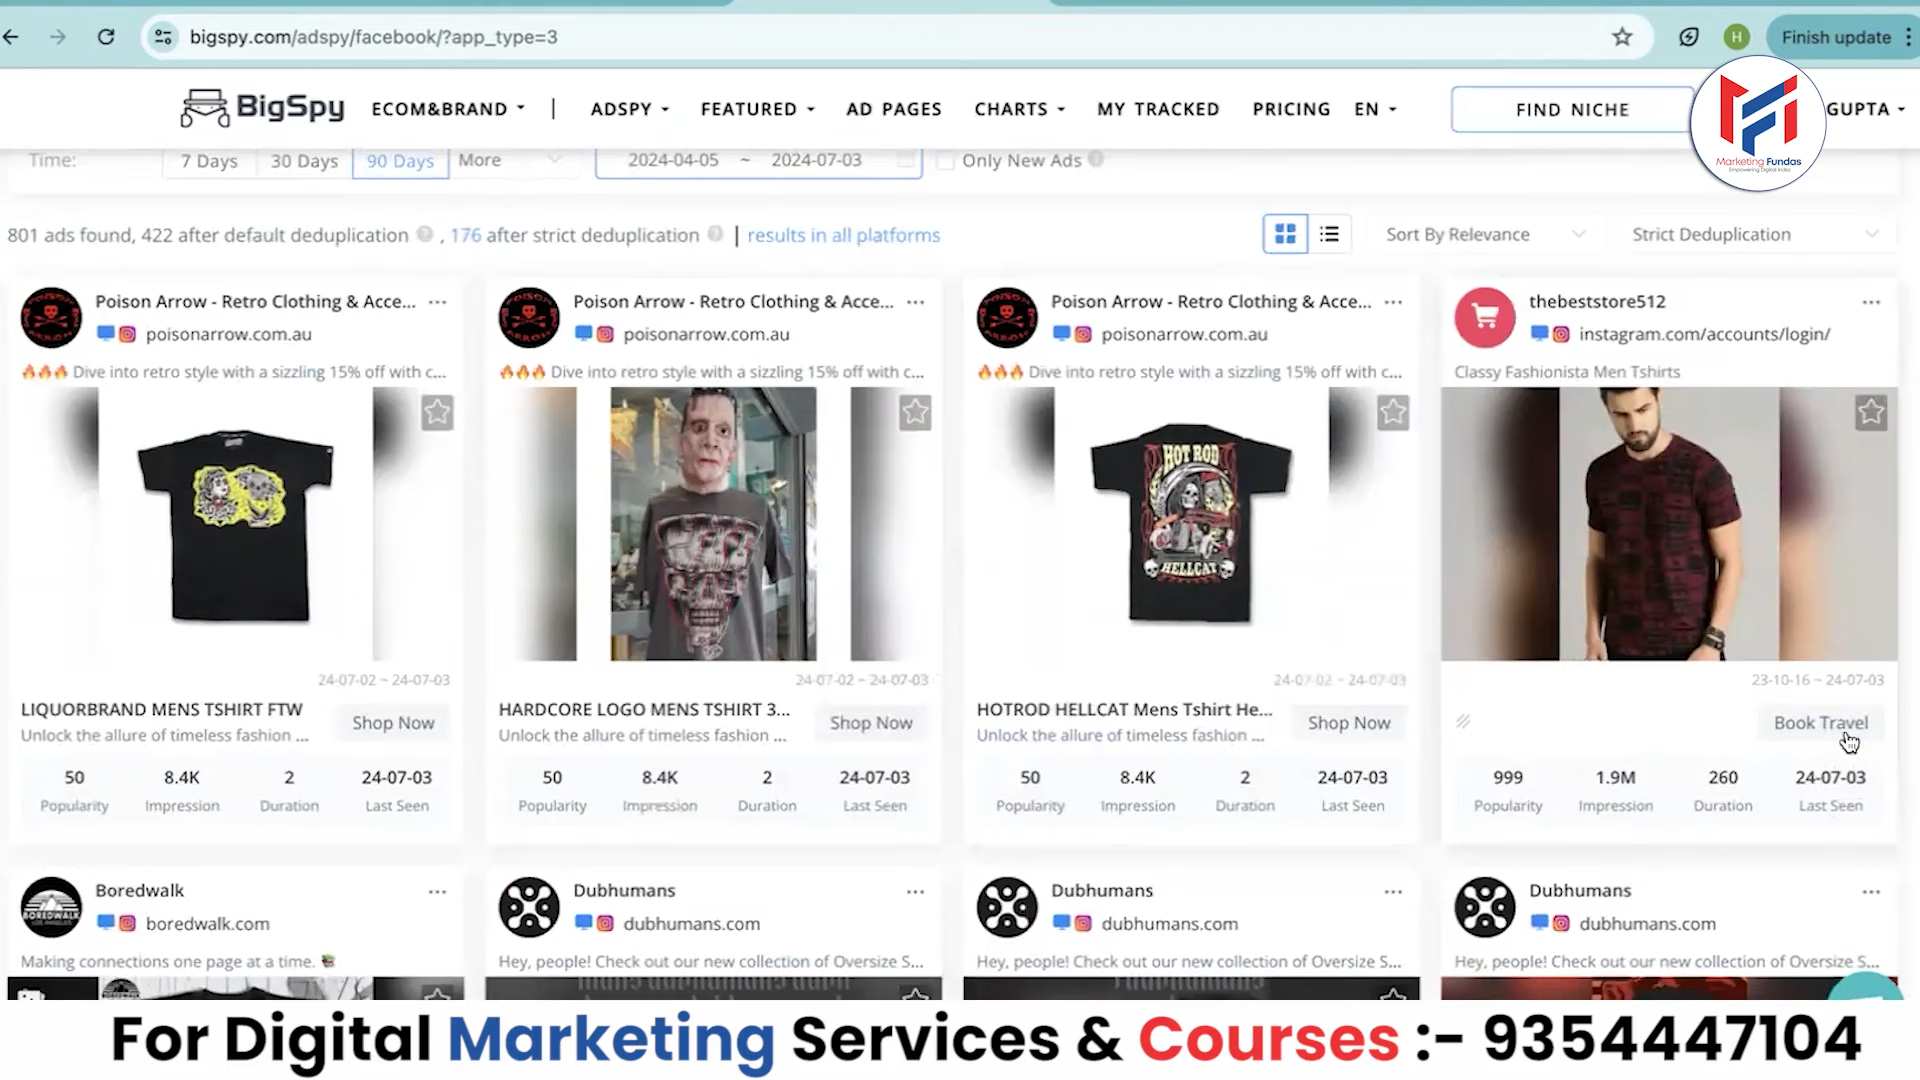 bigspy.com/adspy/facebook/?app_type=3
H
Finish update
BigSpy
ECOM&BRAND
|
ADSPY
FEATURED
AD PAGES
CHARTS
MY TRACKED
PRICING
EN
FIND NICHE
GUPTA
Marketing Fundas
Empowering Digital India
Time:
7 Days
30 Days
90 Days
More
2024-04-05 ~ 2024-07-03
Only New Ads
801 ads found, 422 after default deduplication , 176 after strict deduplication | results in all platforms
Sort By Relevance
Strict Deduplication
Poison Arrow - Retro Clothing & Acce...
poisonarrow.com.au
🔥🔥🔥 Dive into retro style with a sizzling 15% off with c...
24-07-02 ~ 24-07-03
LIQUORBRAND MENS TSHIRT FTW
Unlock the allure of timeless fashion ...
Shop Now
50 8.4K 2 24-07-03
Popularity Impression Duration Last Seen
Poison Arrow - Retro Clothing & Acce...
poisonarrow.com.au
🔥🔥🔥 Dive into retro style with a sizzling 15% off with c...
24-07-02 ~ 24-07-03
HARDCORE LOGO MENS TSHIRT 3...
Unlock the allure of timeless fashion ...
Shop Now
50 8.4K 2 24-07-03
Popularity Impression Duration Last Seen
Poison Arrow - Retro Clothing & Acce...
poisonarrow.com.au
🔥🔥🔥 Dive into retro style with a sizzling 15% off with c...
HOT ROD
HELLCAT
24-07-02 ~ 24-07-03
HOTROD HELLCAT Mens Tshirt He...
Unlock the allure of timeless fashion ...
Shop Now
50 8.4K 2 24-07-03
Popularity Impression Duration Last Seen
thebeststore512
instagram.com/accounts/login/
Classy Fashionista Men Tshirts
23-10-16 ~ 24-07-03
Book Travel
999 1.9M 260 24-07-03
Popularity Impression Duration Last Seen
Boredwalk
boredwalk.com
Making connections one page at a time. 📚
BOREDWALK
Dubhumans
dubhumans.com
Hey, people! Check out our new collection of Oversize S...
Dubhumans
dubhumans.com
Hey, people! Check out our new collection of Oversize S...
Dubhumans
dubhumans.com
Hey, people! Check out our new collection of Oversize S...
For Digital Marketing Services & Courses :- 9354447104